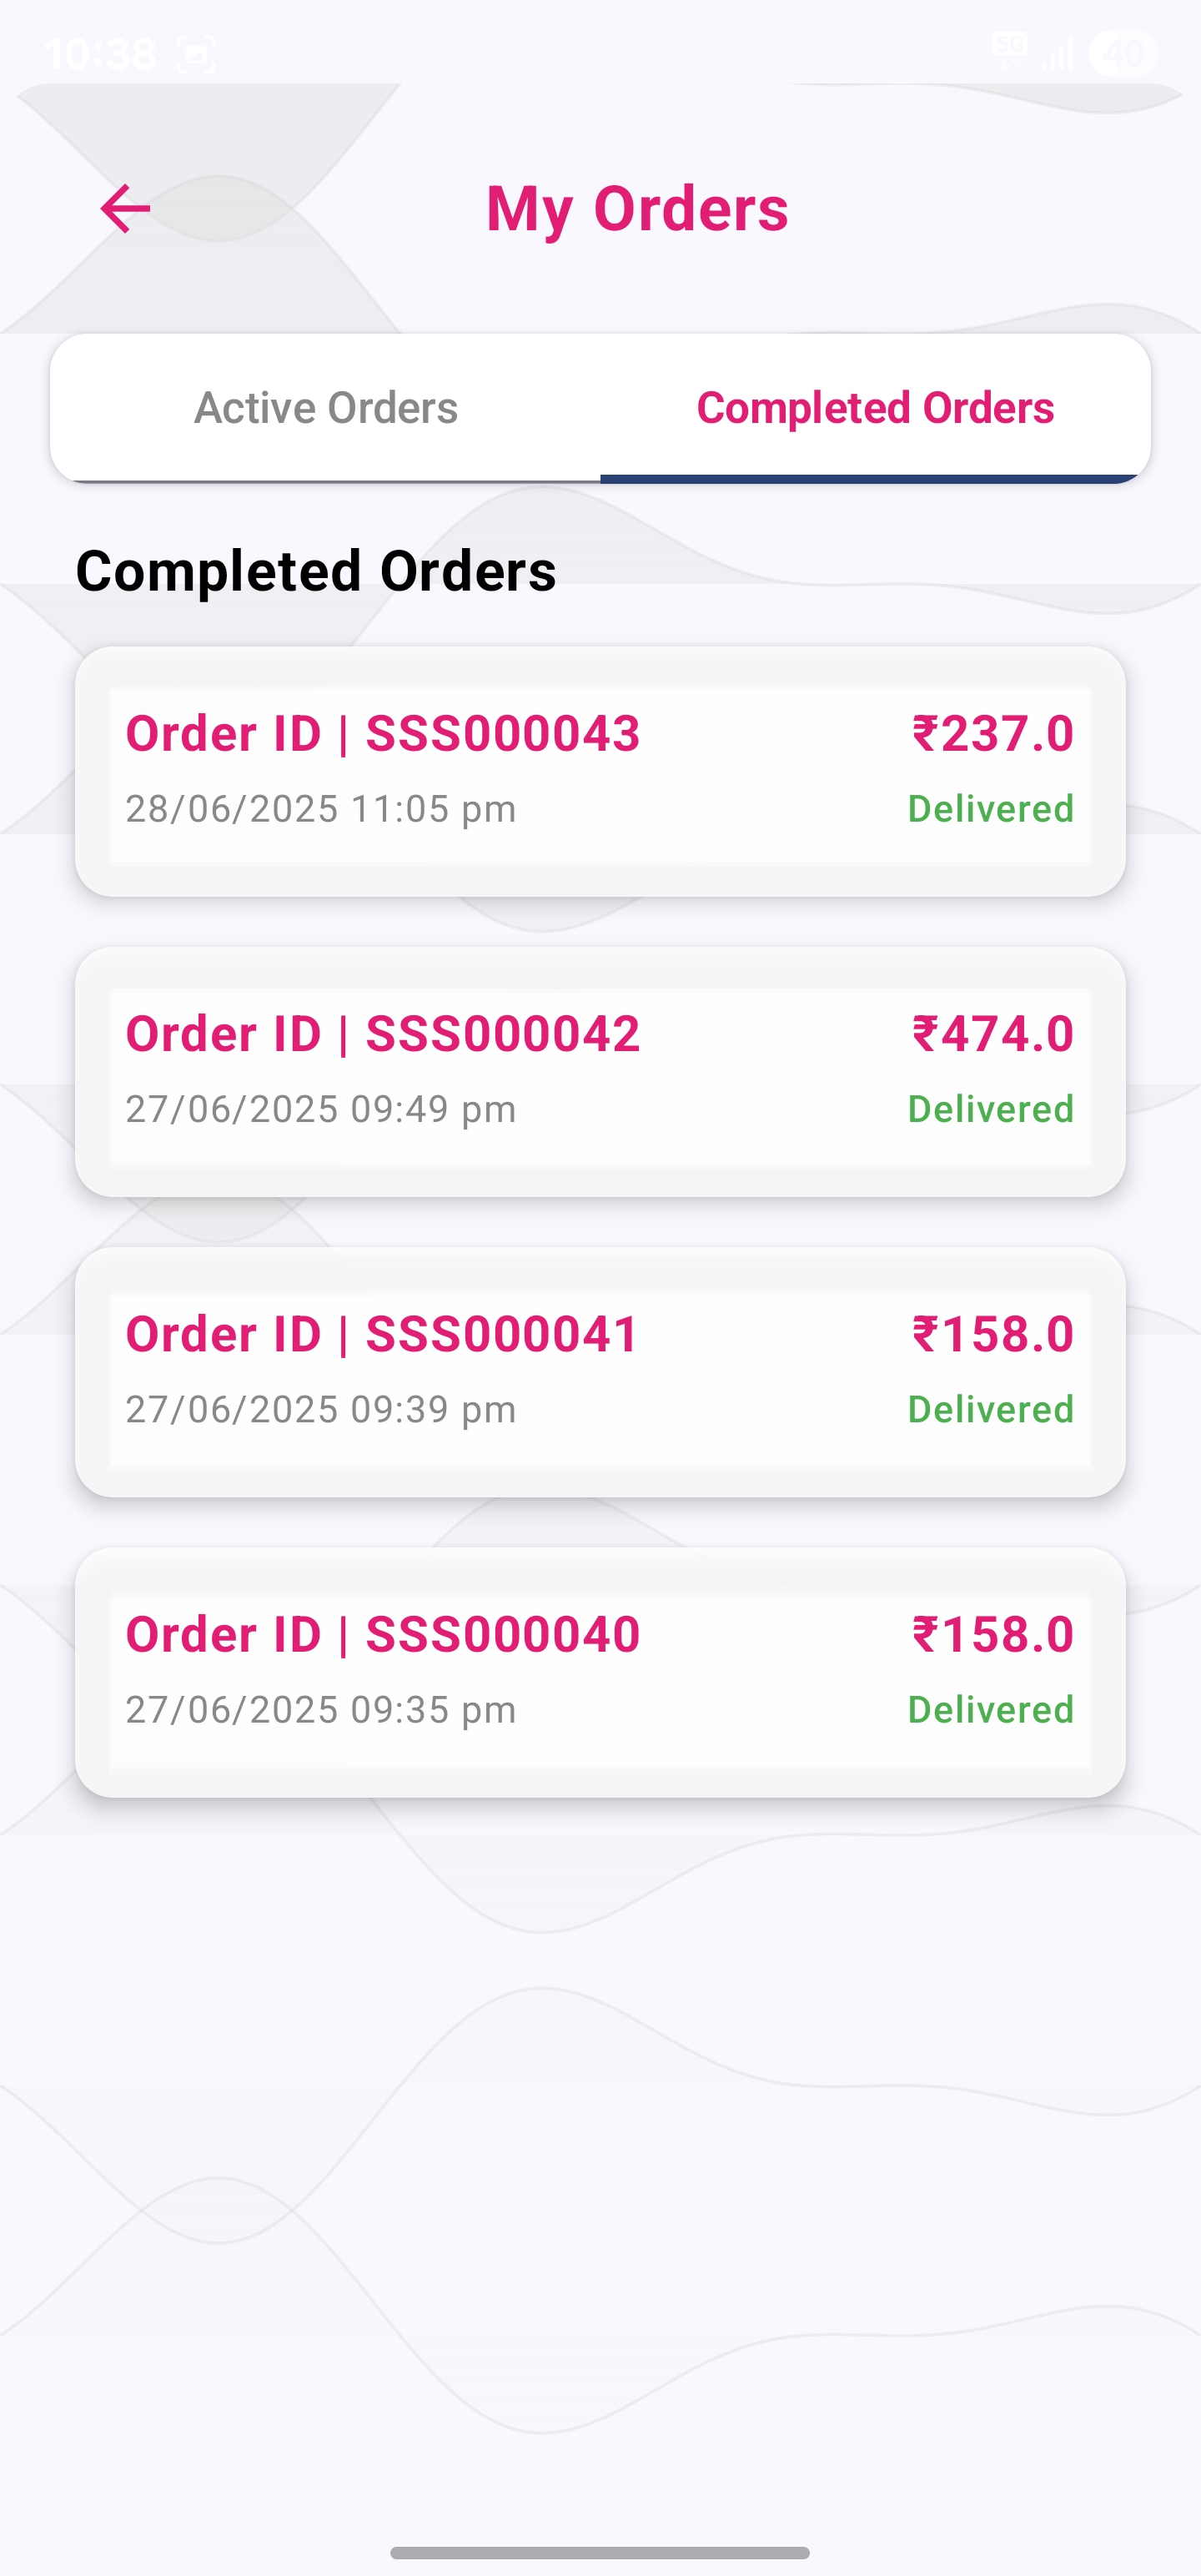 10:38 5G 40
My Orders
Active Orders Completed Orders
Completed Orders
Order ID | SSS000043 ₹237.0
28/06/2025 11:05 pm Delivered
Order ID | SSS000042 ₹474.0
27/06/2025 09:49 pm Delivered
Order ID | SSS000041 ₹158.0
27/06/2025 09:39 pm Delivered
Order ID | SSS000040 ₹158.0
27/06/2025 09:35 pm Delivered